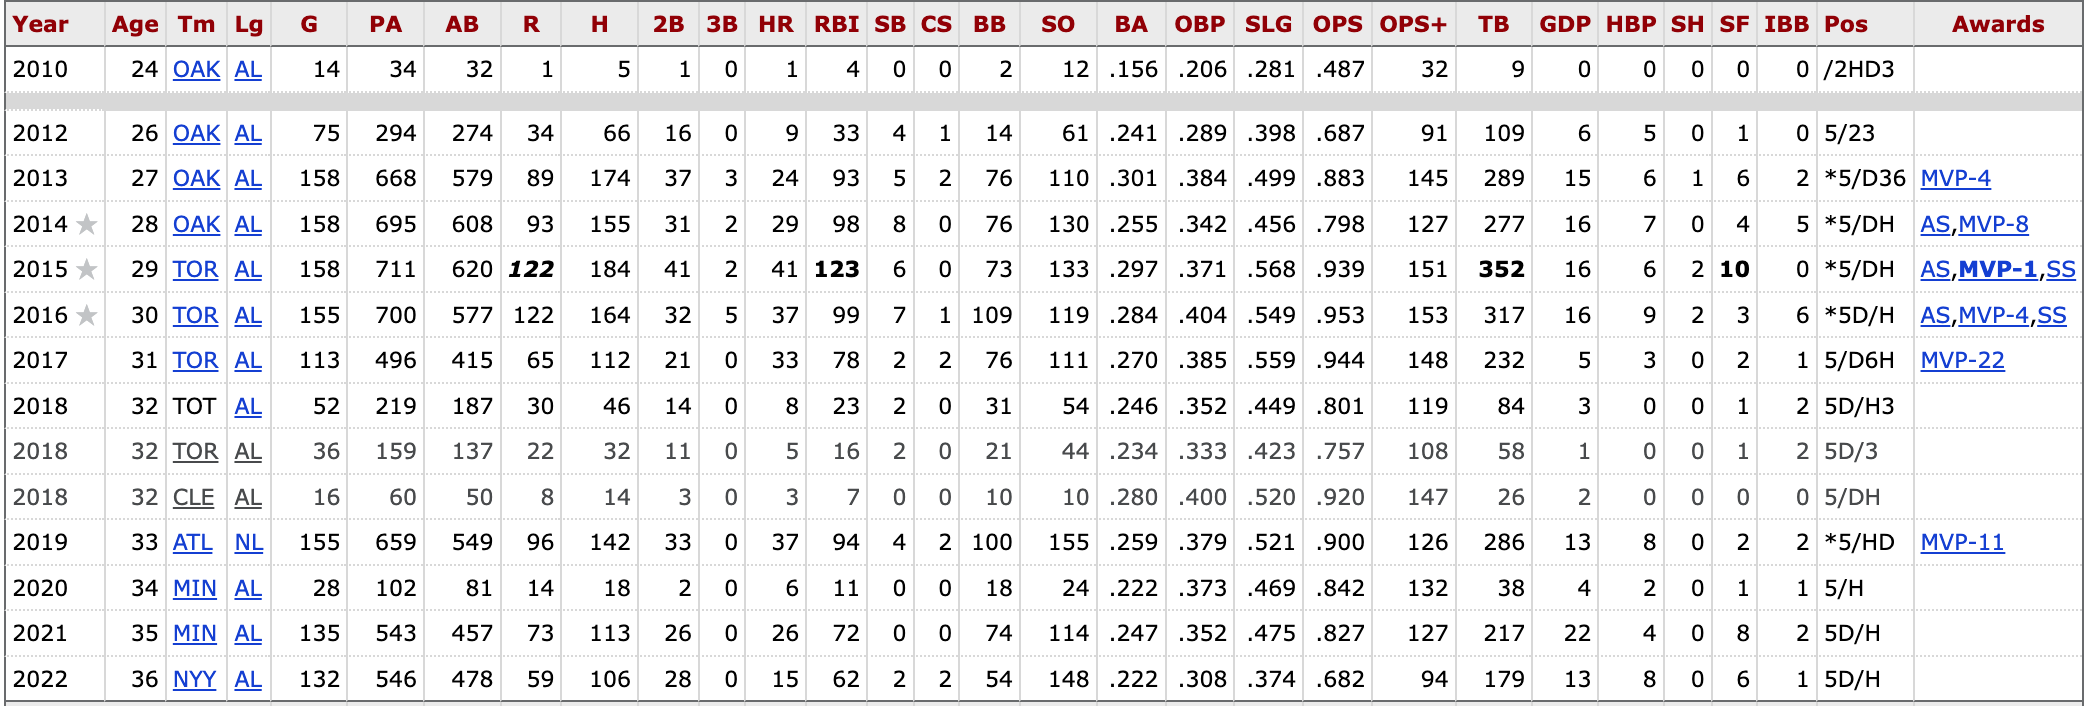 Year Age Tm Lg G PA AB R H 2B 3B HR RBI SB CS BB SO BA OBP SLG OPS OPS+ TB GDP HBP SH SF IBB Pos Awards
2010 24 OAK AL 14 34 32 1 5 1 0 1 4 0 0 2 12 .156 .206 .281 .487 32 9 0 0 0 0 0 /2HD3
2012 26 OAK AL 75 294 274 34 66 16 0 9 33 4 1 14 61 .241 .289 .398 .687 91 109 6 5 0 1 0 5/23
2013 27 OAK AL 158 668 579 89 174 37 3 24 93 5 2 76 110 .301 .384 .499 .883 145 289 15 6 1 6 2 *5/D36 MVP-4
2014 ★ 28 OAK AL 158 695 608 93 155 31 2 29 98 8 0 76 130 .255 .342 .456 .798 127 277 16 7 0 4 5 *5/DH AS,MVP-8
2015 ★ 29 TOR AL 158 711 620 122 184 41 2 41 123 6 0 73 133 .297 .371 .568 .939 151 352 16 6 2 10 0 *5/DH AS,MVP-1,SS
2016 ★ 30 TOR AL 155 700 577 122 164 32 5 37 99 7 1 109 119 .284 .404 .549 .953 153 317 16 9 2 3 6 *5D/H AS,MVP-4,SS
2017 31 TOR AL 113 496 415 65 112 21 0 33 78 2 2 76 111 .270 .385 .559 .944 148 232 5 3 0 2 1 5/D6H MVP-22
2018 32 TOT AL 52 219 187 30 46 14 0 8 23 2 0 31 54 .246 .352 .449 .801 119 84 3 0 0 1 2 5D/H3
2018 32 TOR AL 36 159 137 22 32 11 0 5 16 2 0 21 44 .234 .333 .423 .757 108 58 1 0 0 1 2 5D/3
2018 32 CLE AL 16 60 50 8 14 3 0 3 7 0 0 10 10 .280 .400 .520 .920 147 26 2 0 0 0 0 5/DH
2019 33 ATL NL 155 659 549 96 142 33 0 37 94 4 2 100 155 .259 .379 .521 .900 126 286 13 8 0 2 2 *5/HD MVP-11
2020 34 MIN AL 28 102 81 14 18 2 0 6 11 0 0 18 24 .222 .373 .469 .842 132 38 4 2 0 1 1 5/H
2021 35 MIN AL 135 543 457 73 113 26 0 26 72 0 0 74 114 .247 .352 .475 .827 127 217 22 4 0 8 2 5D/H
2022 36 NYY AL 132 546 478 59 106 28 0 15 62 2 2 54 148 .222 .308 .374 .682 94 179 13 8 0 6 1 5D/H